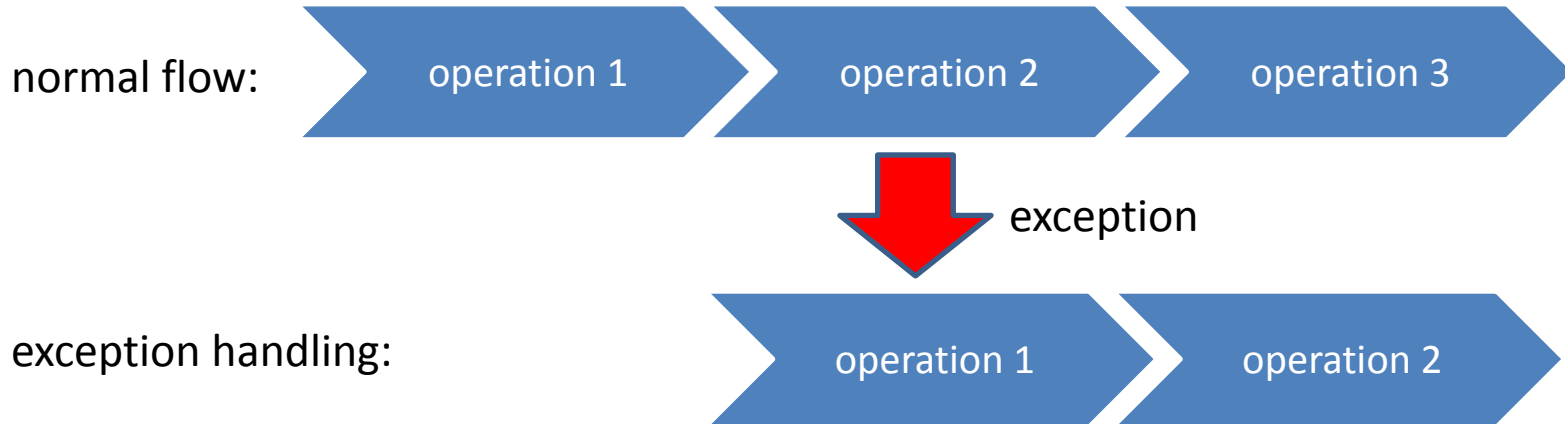 normal flow:
operation 1
operation 2
operation 3
exception
exception handling:
operation 1
operation 2